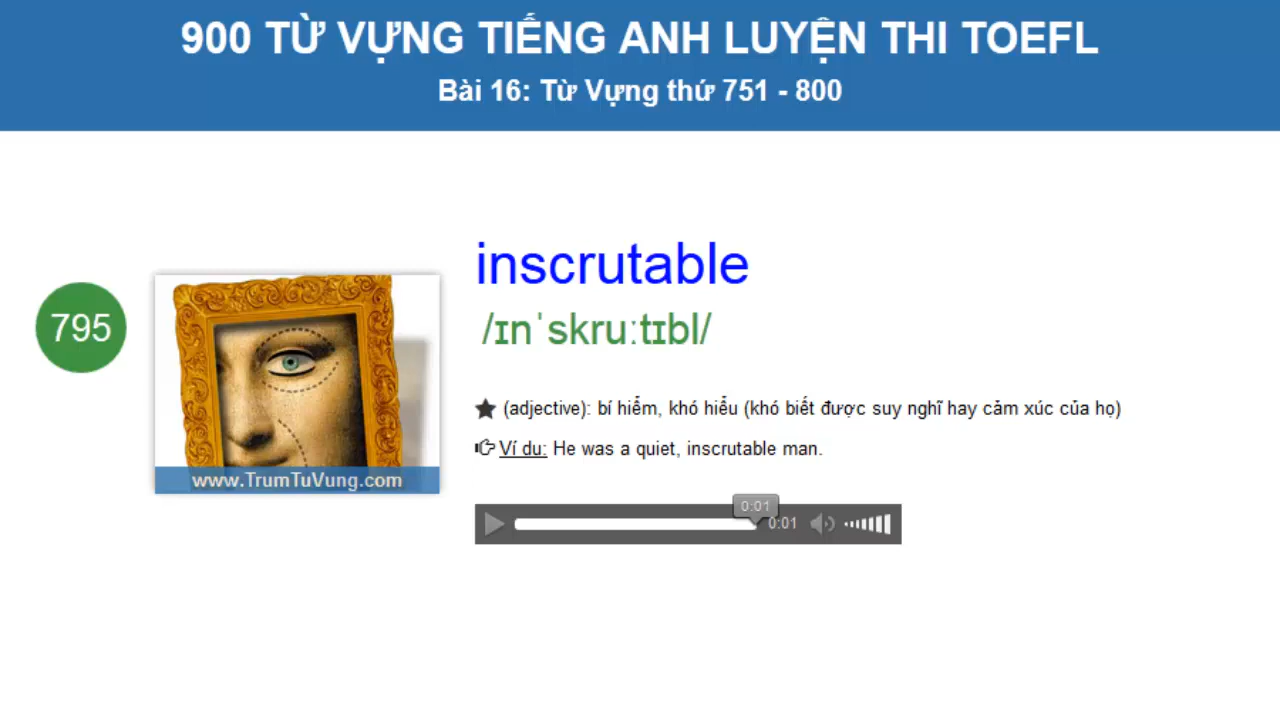 900 TỪ VỰNG TIẾNG ANH LUYỆN THI TOEFL
Bài 16: Từ Vựng thứ 751 - 800
795
www.TrumTuVung.com
inscrutable
/ɪnˈskruːtɪbl/
(adjective): bí hiểm, khó hiểu (khó biết được suy nghĩ hay cảm xúc của họ)
Ví du: He was a quiet, inscrutable man.
0:01
0:01